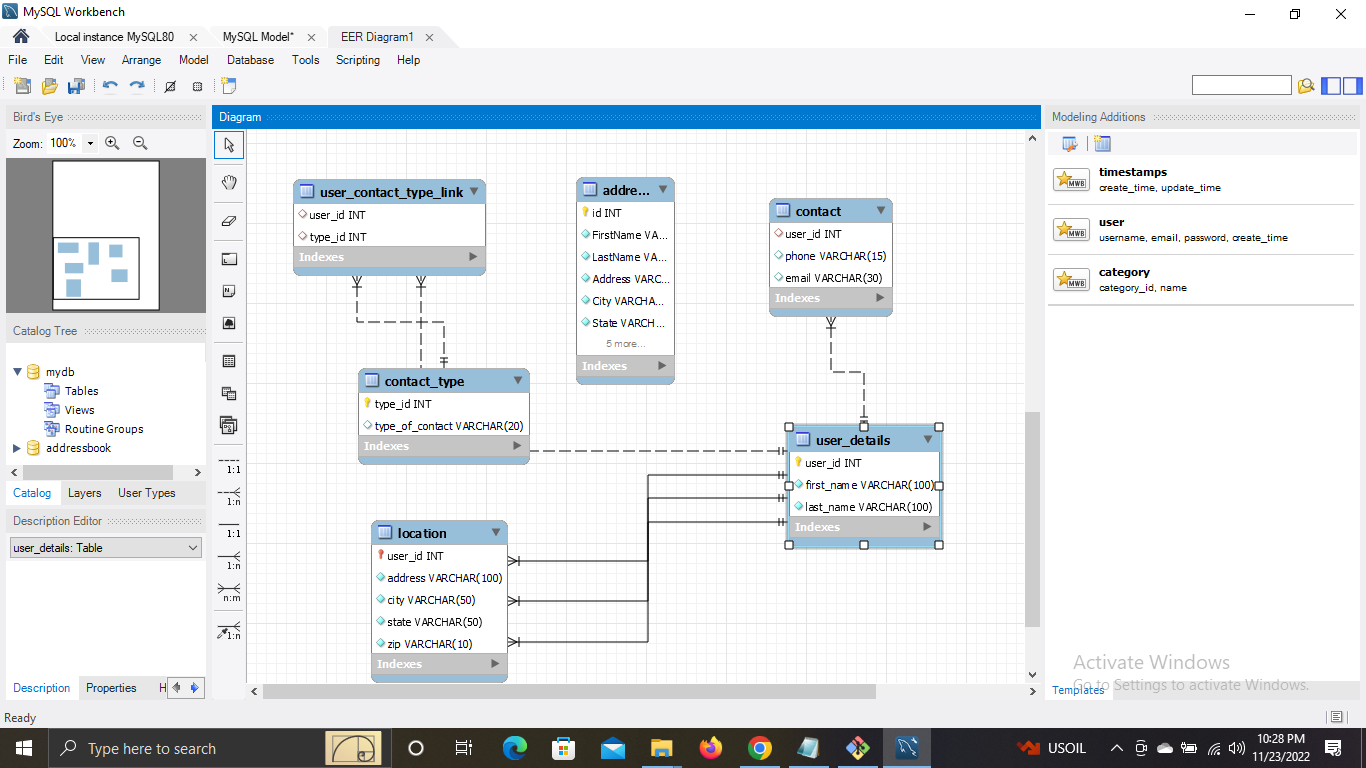 MySQL Workbench
Local instance MySQL80
MySQL Model*
EER Diagram1
File Edit View Arrange Model Database Tools Scripting Help
Bird's Eye
Zoom: 100%
Catalog Tree
mydb
Tables
Views
Routine Groups
addressbook
Catalog Layers User Types
Description Editor
user_details: Table
Description Properties H
Diagram
1:1
1:n
1:1
1:n
n:m
1:n
user_contact_type_link
user_id INT
type_id INT
Indexes
addre...
id INT
FirstName VA...
LastName VA...
Address VARC...
City VARCHA...
State VARCH...
5 more...
Indexes
contact
user_id INT
phone VARCHAR(15)
email VARCHAR(30)
Indexes
contact_type
type_id INT
type_of_contact VARCHAR(20)
Indexes
user_details
user_id INT
first_name VARCHAR(100)
last_name VARCHAR(100)
Indexes
location
user_id INT
address VARCHAR(100)
city VARCHAR(50)
state VARCHAR(50)
zip VARCHAR(10)
Indexes
Modeling Additions
MWB
timestamps
create_time, update_time
MWB
user
username, email, password, create_time
MWB
category
category_id, name
Activate Windows
Go to Settings to activate Windows.
Templates
Ready
Type here to search
USOIL
10:28 PM
11/23/2022